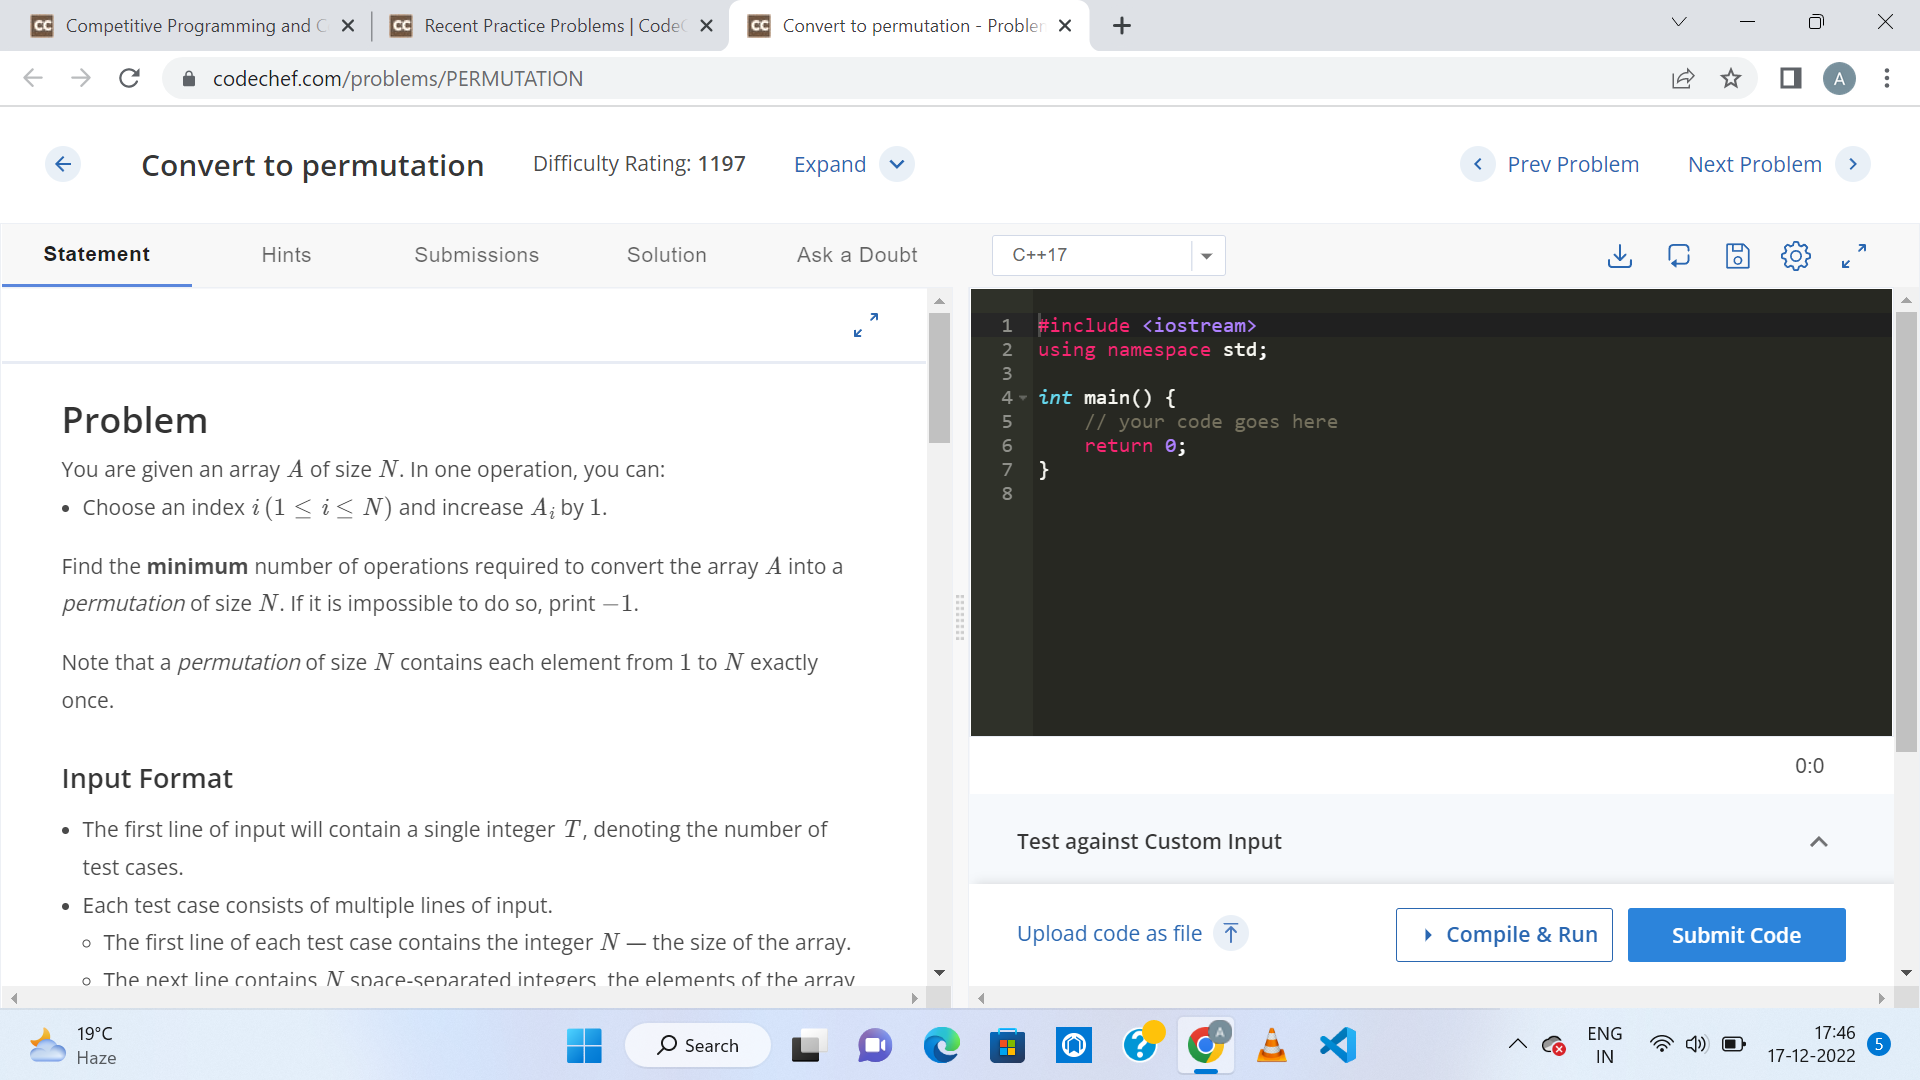 Competitive Programming and C
Recent Practice Problems | CodeC
Convert to permutation - Problem
codechef.com/problems/PERMUTATION
A
Convert to permutation
Difficulty Rating: 1197
Expand
Prev Problem
Next Problem
Statement
Hints
Submissions
Solution
Ask a Doubt
C++17
Problem
You are given an array A of size N. In one operation, you can:
• Choose an index i (1 ≤ i ≤ N) and increase A_i by 1.
Find the minimum number of operations required to convert the array A into a
permutation of size N. If it is impossible to do so, print −1.
Note that a permutation of size N contains each element from 1 to N exactly
once.
Input Format
• The first line of input will contain a single integer T, denoting the number of
test cases.
• Each test case consists of multiple lines of input.
◦ The first line of each test case contains the integer N — the size of the array.
◦ The next line contains N space-separated integers, the elements of the array
1 #include <iostream>
2 using namespace std;
3
4 int main() {
5 // your code goes here
6 return 0;
7 }
8
0:0
Test against Custom Input
Upload code as file
Compile & Run
Submit Code
19°C
Haze
Search
A
ENG
IN
17:46
17-12-2022
5